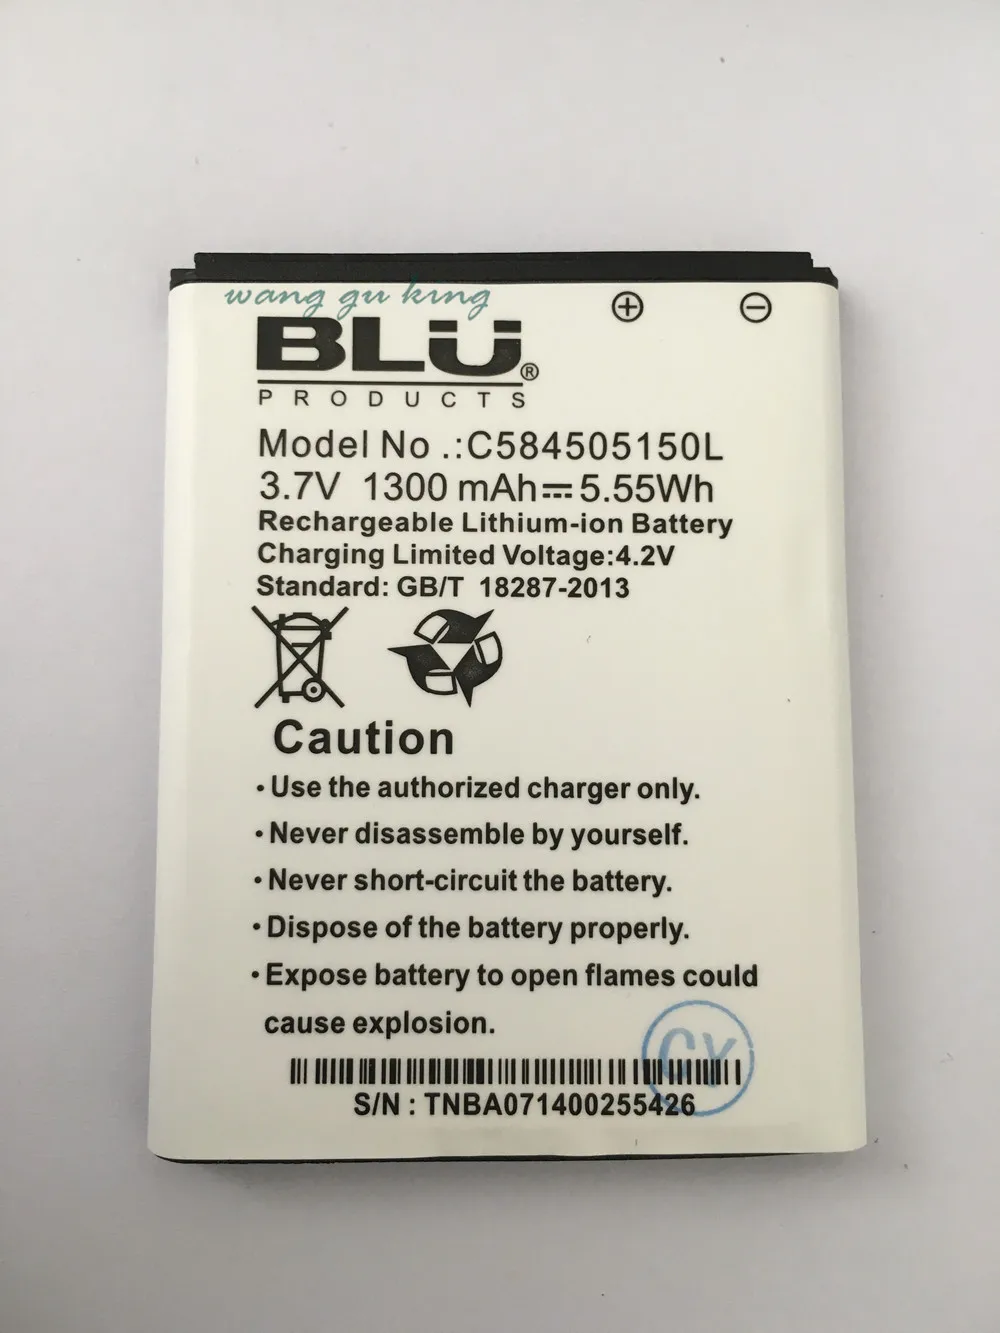 wang gu king
+ -
BLU®
PRODUCTS
Model No .:C584505150L
3.7V 1300 mAh⎓5.55Wh
Rechargeable Lithium-ion Battery
Charging Limited Voltage:4.2V
Standard: GB/T 18287-2013
Caution
• Use the authorized charger only.
• Never disassemble by yourself.
• Never short-circuit the battery.
• Dispose of the battery properly.
• Expose battery to open flames could
cause explosion.
CY
S/N : TNBA071400255426